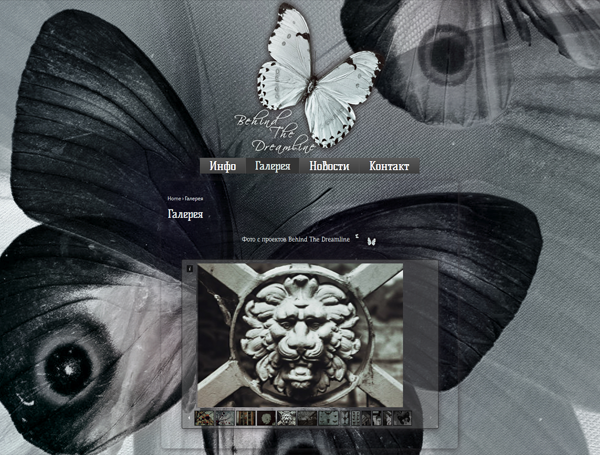 Behind
The
Dreamline
Инфо Галерея Новости Контакт
Home › Галерея
Галерея
Фото с проектов Behind The Dreamline